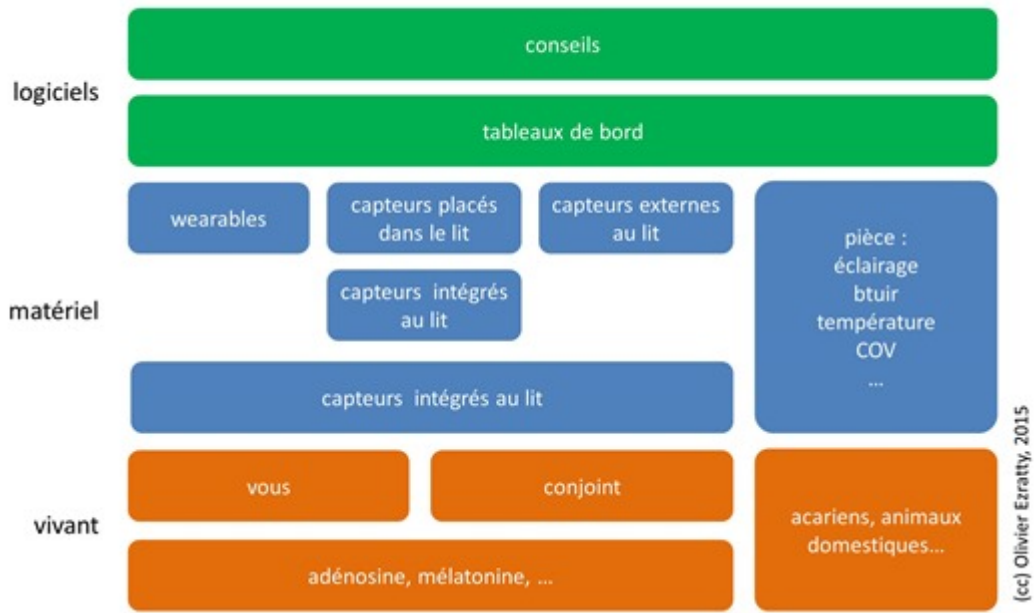 conseils
logiciels
tableaux de bord
wearables
capteurs placés
dans le lit
capteurs externes
au lit
pièce :
éclairage
btuir
température
COV
...
matériel
capteurs intégrés
au lit
capteurs intégrés au lit
vous
conjoint
vivant
acariens, animaux
domestiques...
adénosine, mélatonine, ...
(cc) Olivier Ezratty, 2015